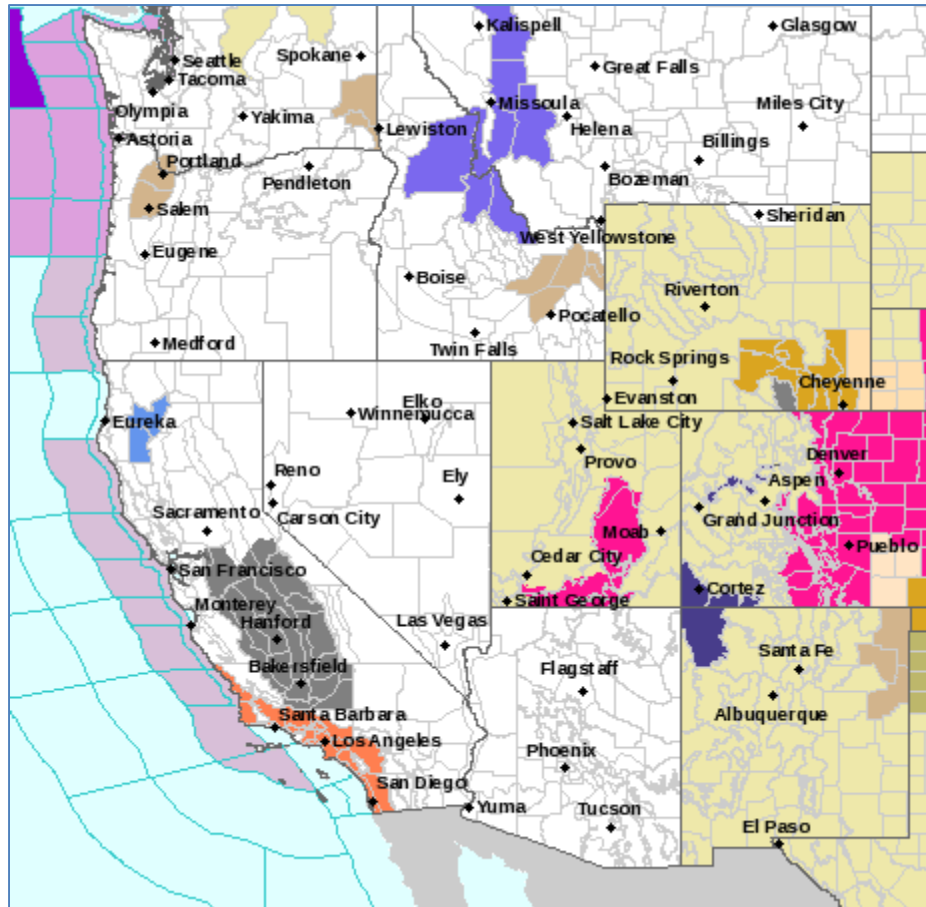 Kalispell
Glasgow
Spokane
Seattle
Great Falls
Tacoma
Missoula
Miles City
Olympia
Yakima
Helena
Lewiston
Astoria
Billings
Portland
Pendleton
Bozeman
Salem
Sheridan
West Yellowstone
Eugene
Boise
Riverton
Pocatello
Medford
Twin Falls
Rock Springs
Cheyenne
Elko
Evanston
Eureka
Winnemucca
Salt Lake City
Provo
Denver
Reno
Ely
Aspen
Sacramento
Carson City
Grand Junction
Moab
Pueblo
Cedar City
San Francisco
Cortez
Saint George
Monterey
Hanford
Las Vegas
Santa Fe
Bakersfield
Flagstaff
Albuquerque
Santa Barbara
Los Angeles
Phoenix
San Diego
Yuma
Tucson
El Paso